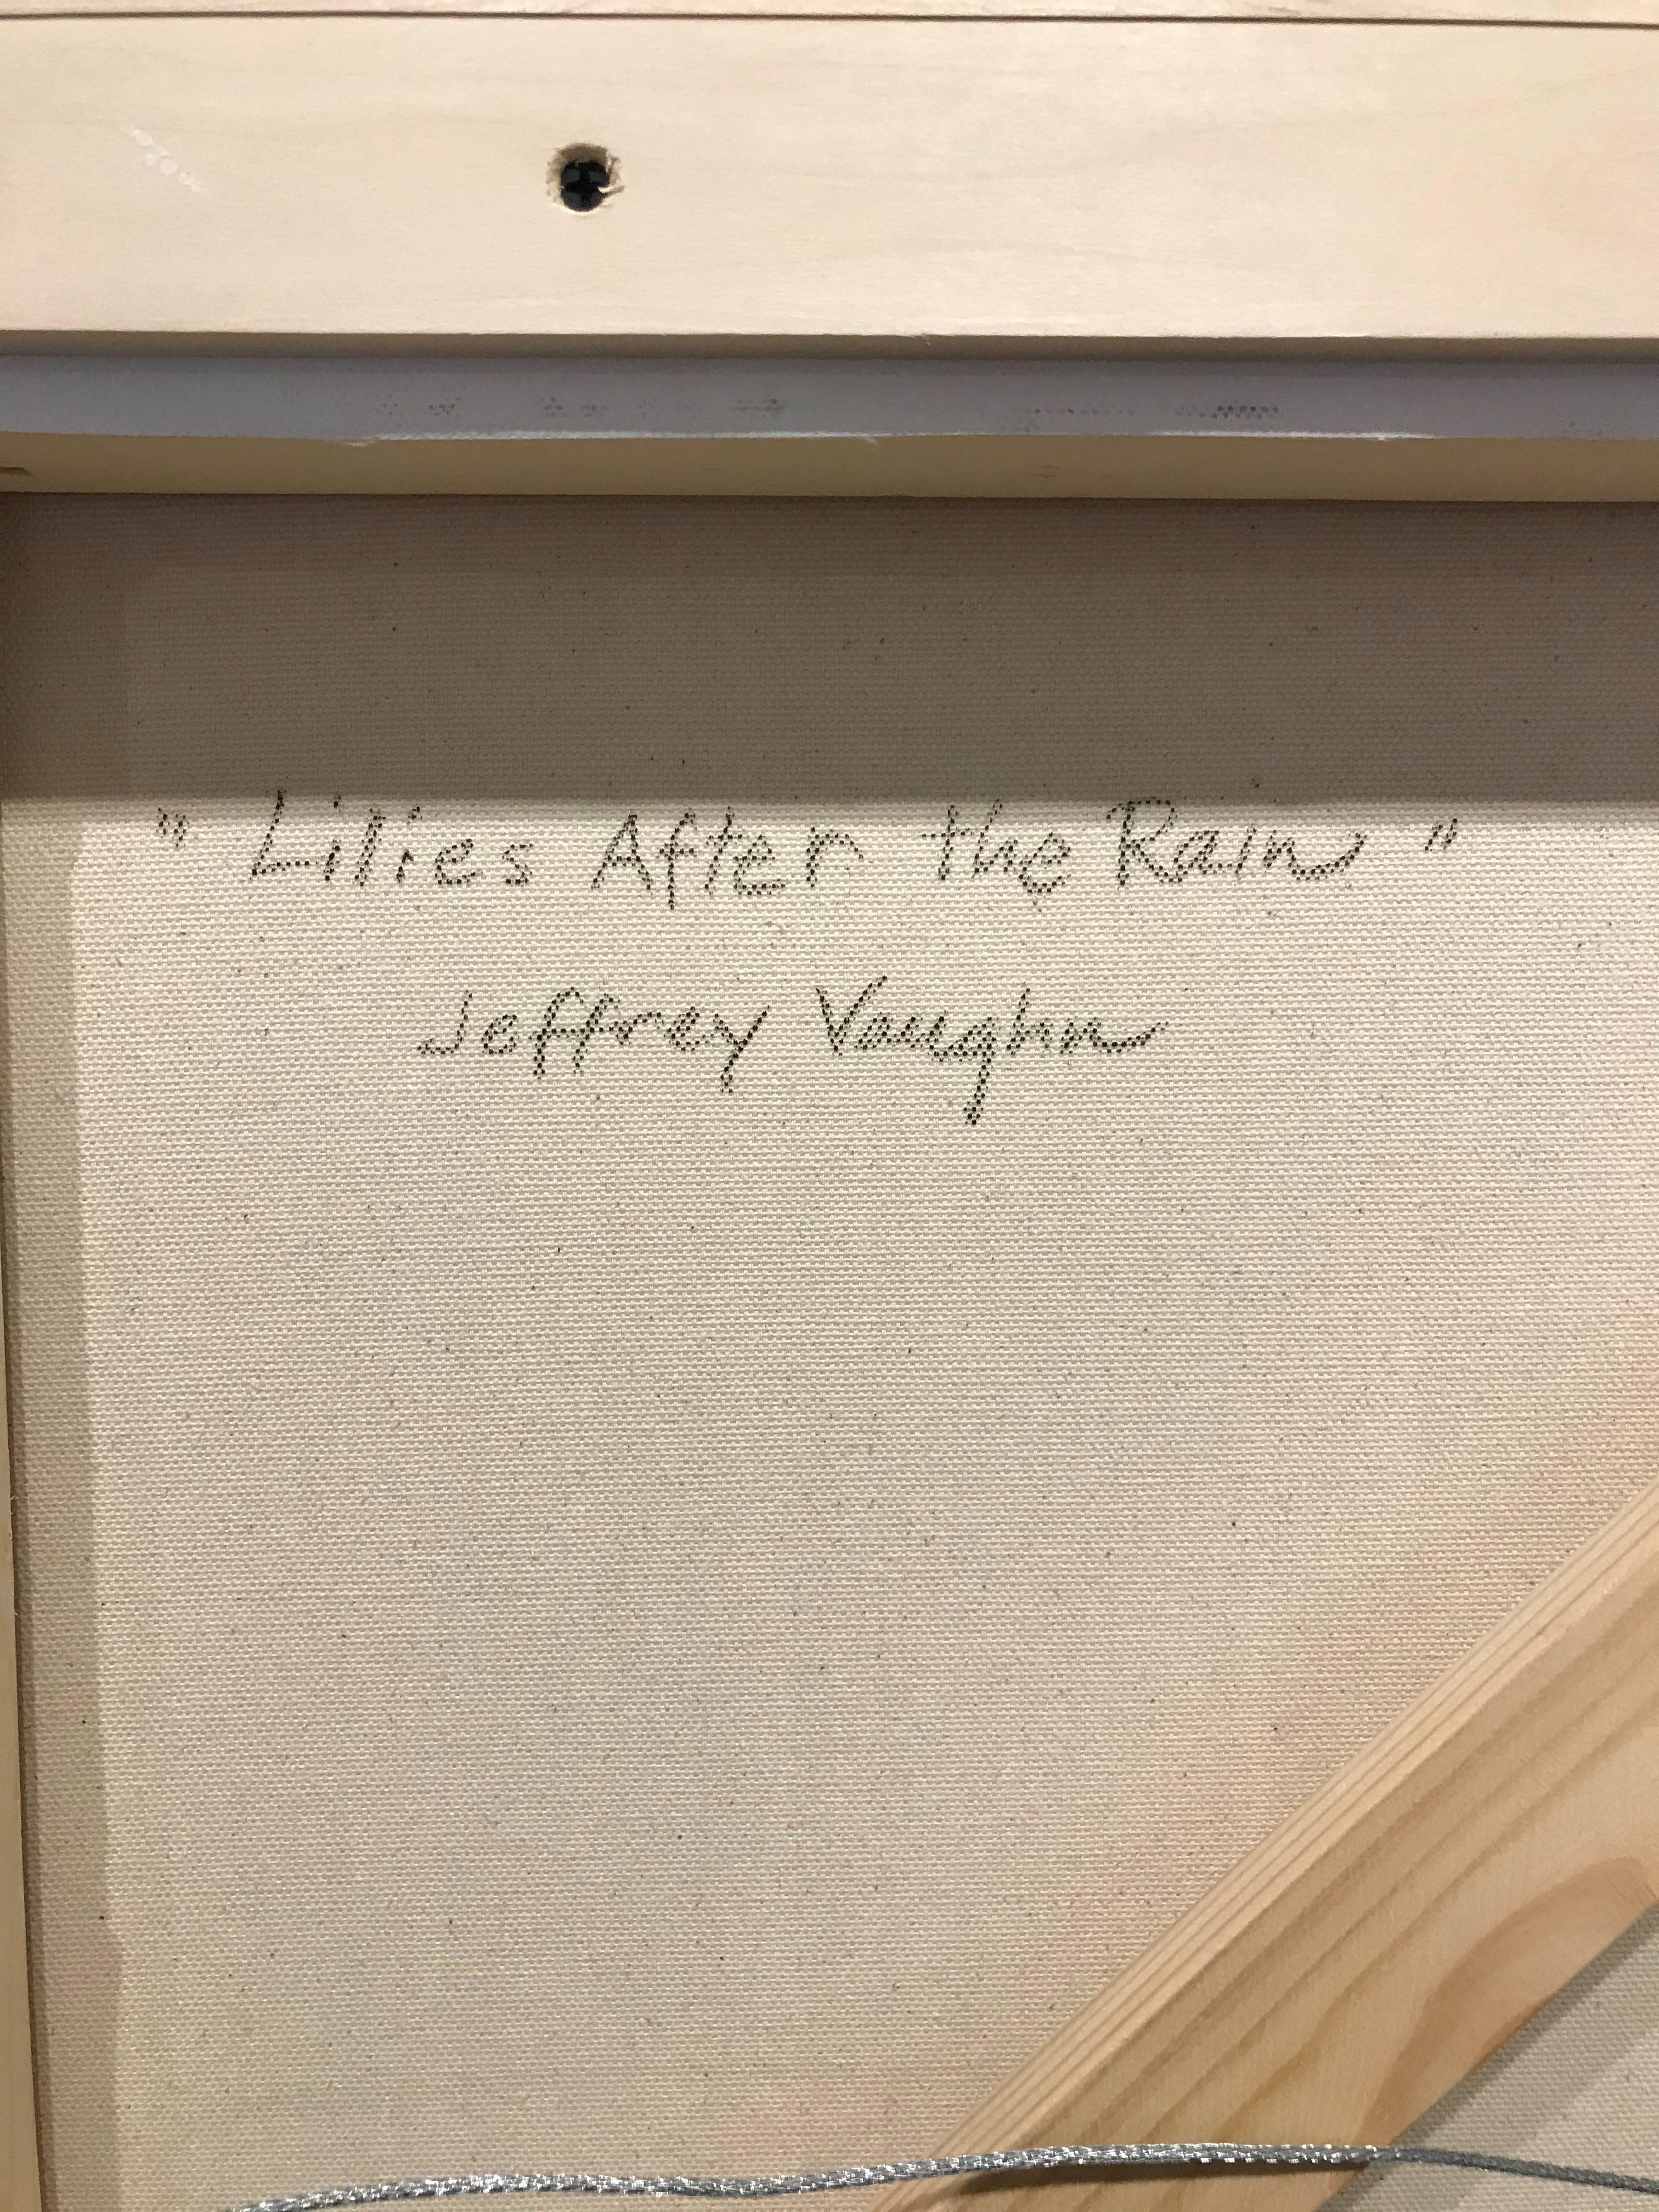 " Lilies After the Rain "
Jeffrey Vaughn